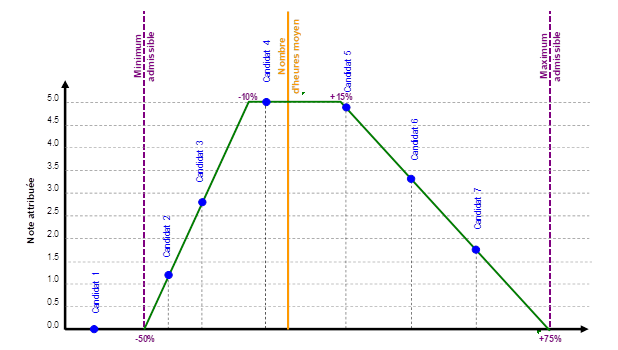 Minimum
admissible
Candidat 4
Nombre
d'heures moyen
Candidat 5
Maximum
admissible
-10%
+15%
5.0
4.5
4.0
3.5
3.0
2.5
2.0
1.5
1.0
0.5
0.0
Note attribuée
Candidat 1
Candidat 2
Candidat 3
Candidat 6
Candidat 7
-50%
+75%